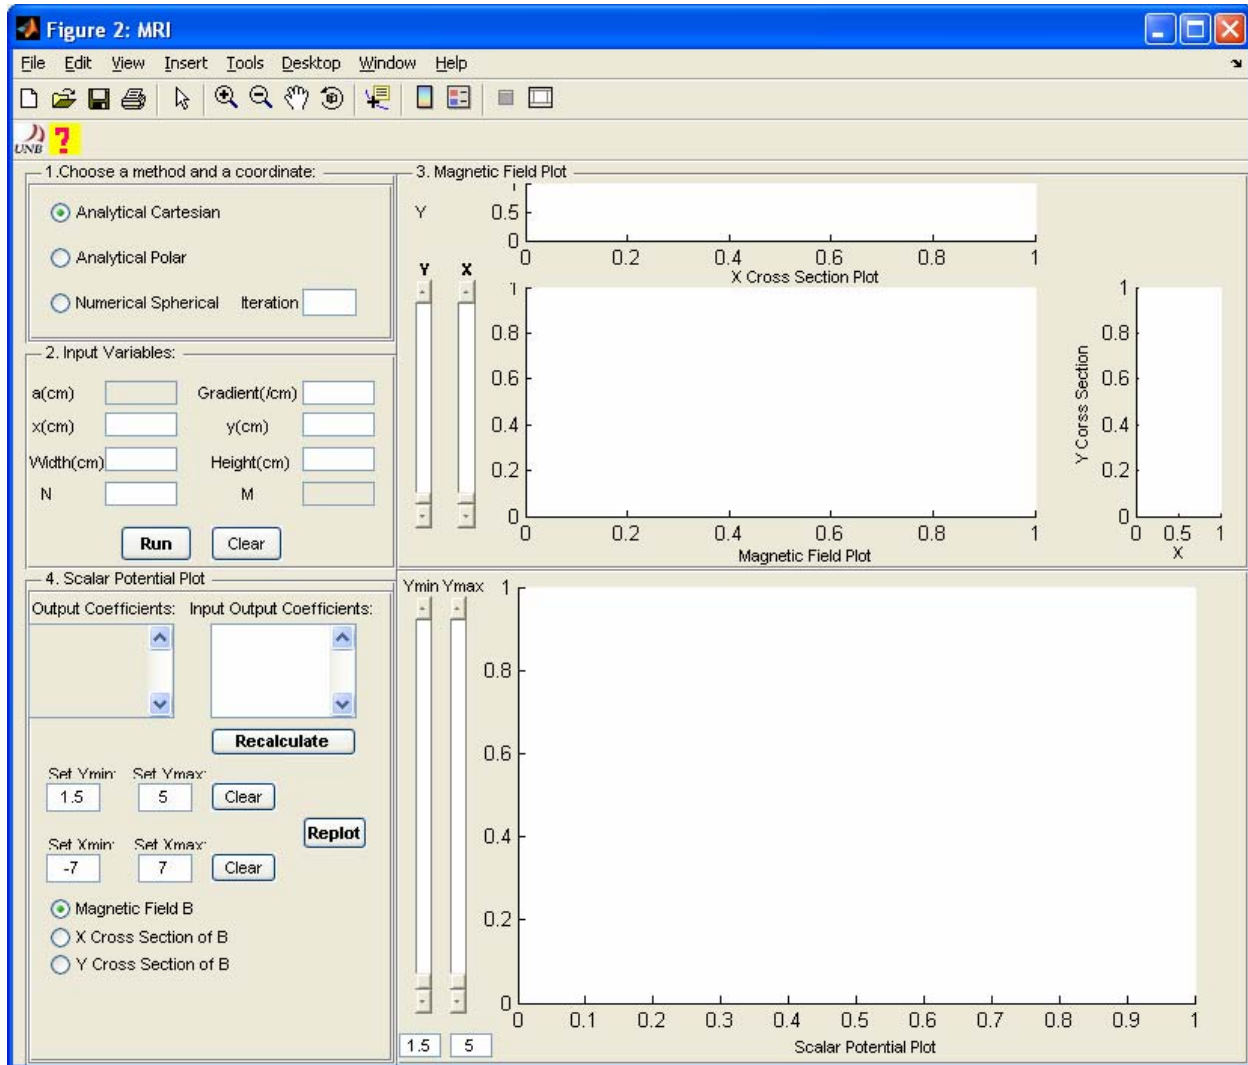 Figure 2: MRI
File Edit View Insert Tools Desktop Window Help
UNB ?
1.Choose a method and a coordinate:
Analytical Cartesian
Analytical Polar
Numerical Spherical Iteration
2. Input Variables:
a(cm) Gradient(/cm)
x(cm) y(cm)
Width(cm) Height(cm)
N M
Run Clear
3. Magnetic Field Plot
Y
1
0.5
0
0 0.2 0.4 0.6 0.8 1
X Cross Section Plot
Y X
1
0.8
0.6
0.4
0.2
0
0 0.2 0.4 0.6 0.8 1
Magnetic Field Plot
Y Corss Section
1
0.8
0.6
0.4
0.2
0
0 0.5 1
X
4. Scalar Potential Plot
Output Coefficients: Input Output Coefficients:
Recalculate
Set Ymin: Set Ymax:
1.5 5 Clear
Replot
Set Xmin: Set Xmax:
-7 7 Clear
Magnetic Field B
X Cross Section of B
Y Cross Section of B
Ymin Ymax
1
0.8
0.6
0.4
0.2
0
0 0.1 0.2 0.3 0.4 0.5 0.6 0.7 0.8 0.9 1
1.5 5
Scalar Potential Plot